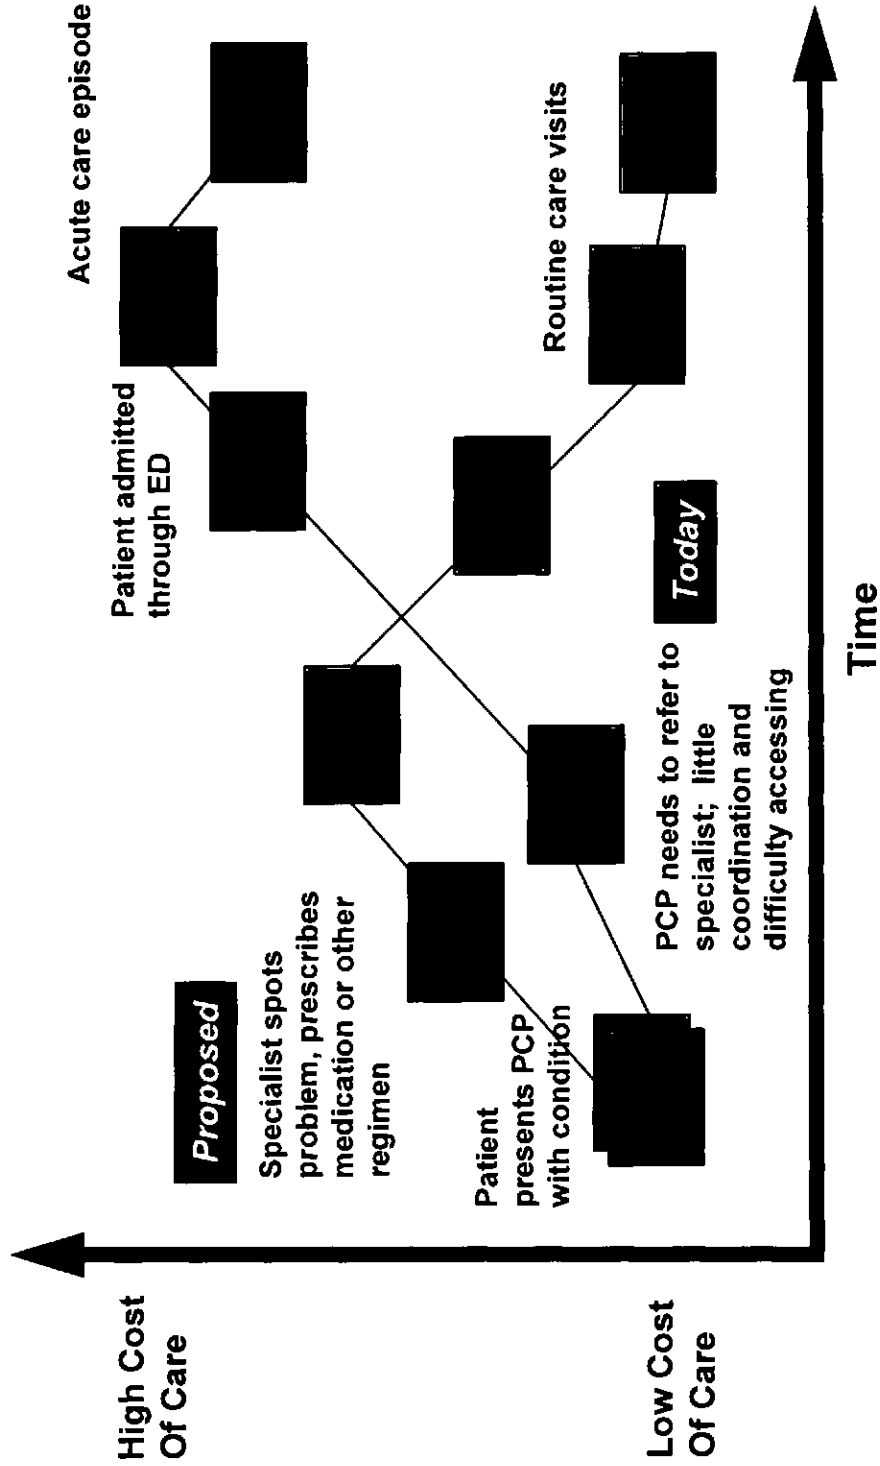 High Cost
Of Care
Low Cost
Of Care
Proposed
Specialist spots
problem, prescribes
medication or other
regimen
Patient
presents PCP
with condition
Patient admitted
through ED
Acute care episode
Routine care visits
PCP needs to refer to
specialist; little
coordination and
difficulty accessing
Today
Time